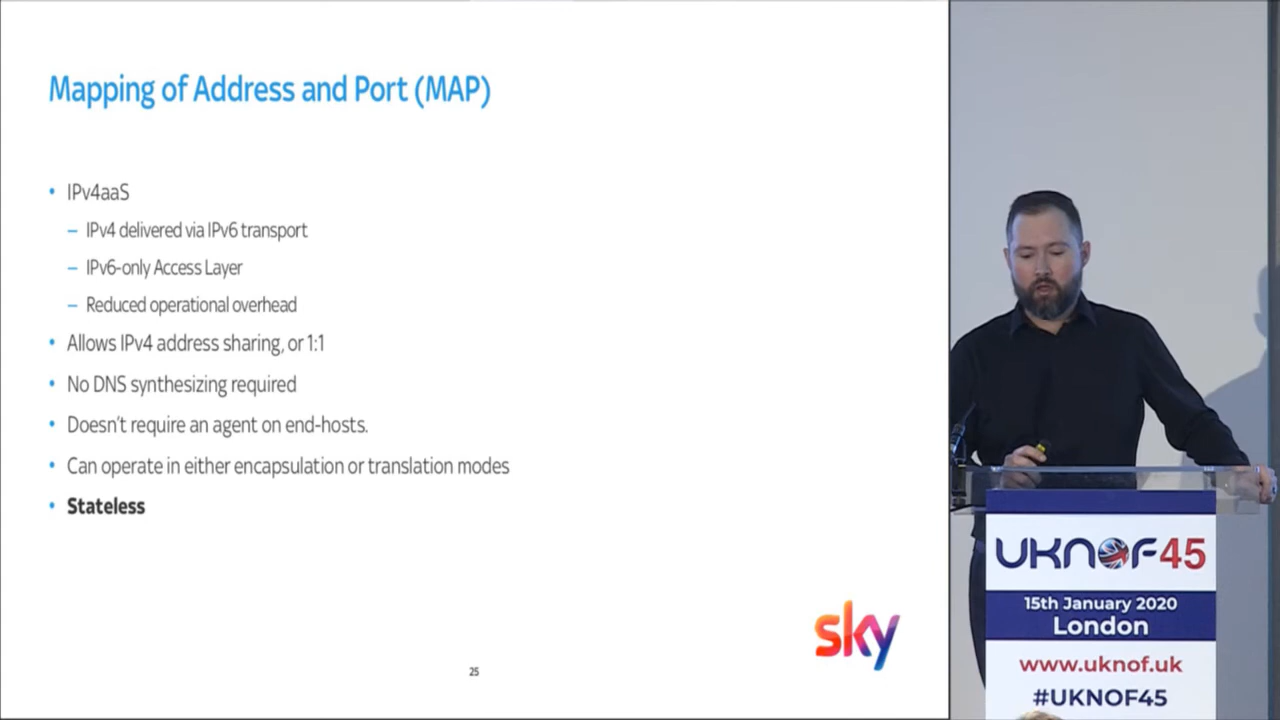 Mapping of Address and Port (MAP)
• IPv4aaS
– IPv4 delivered via IPv6 transport
– IPv6-only Access Layer
– Reduced operational overhead
• Allows IPv4 address sharing, or 1:1
• No DNS synthesizing required
• Doesn't require an agent on end-hosts.
• Can operate in either encapsulation or translation modes
• Stateless
sky
25
UKNOF45
15th January 2020
London
www.uknof.uk
#UKNOF45